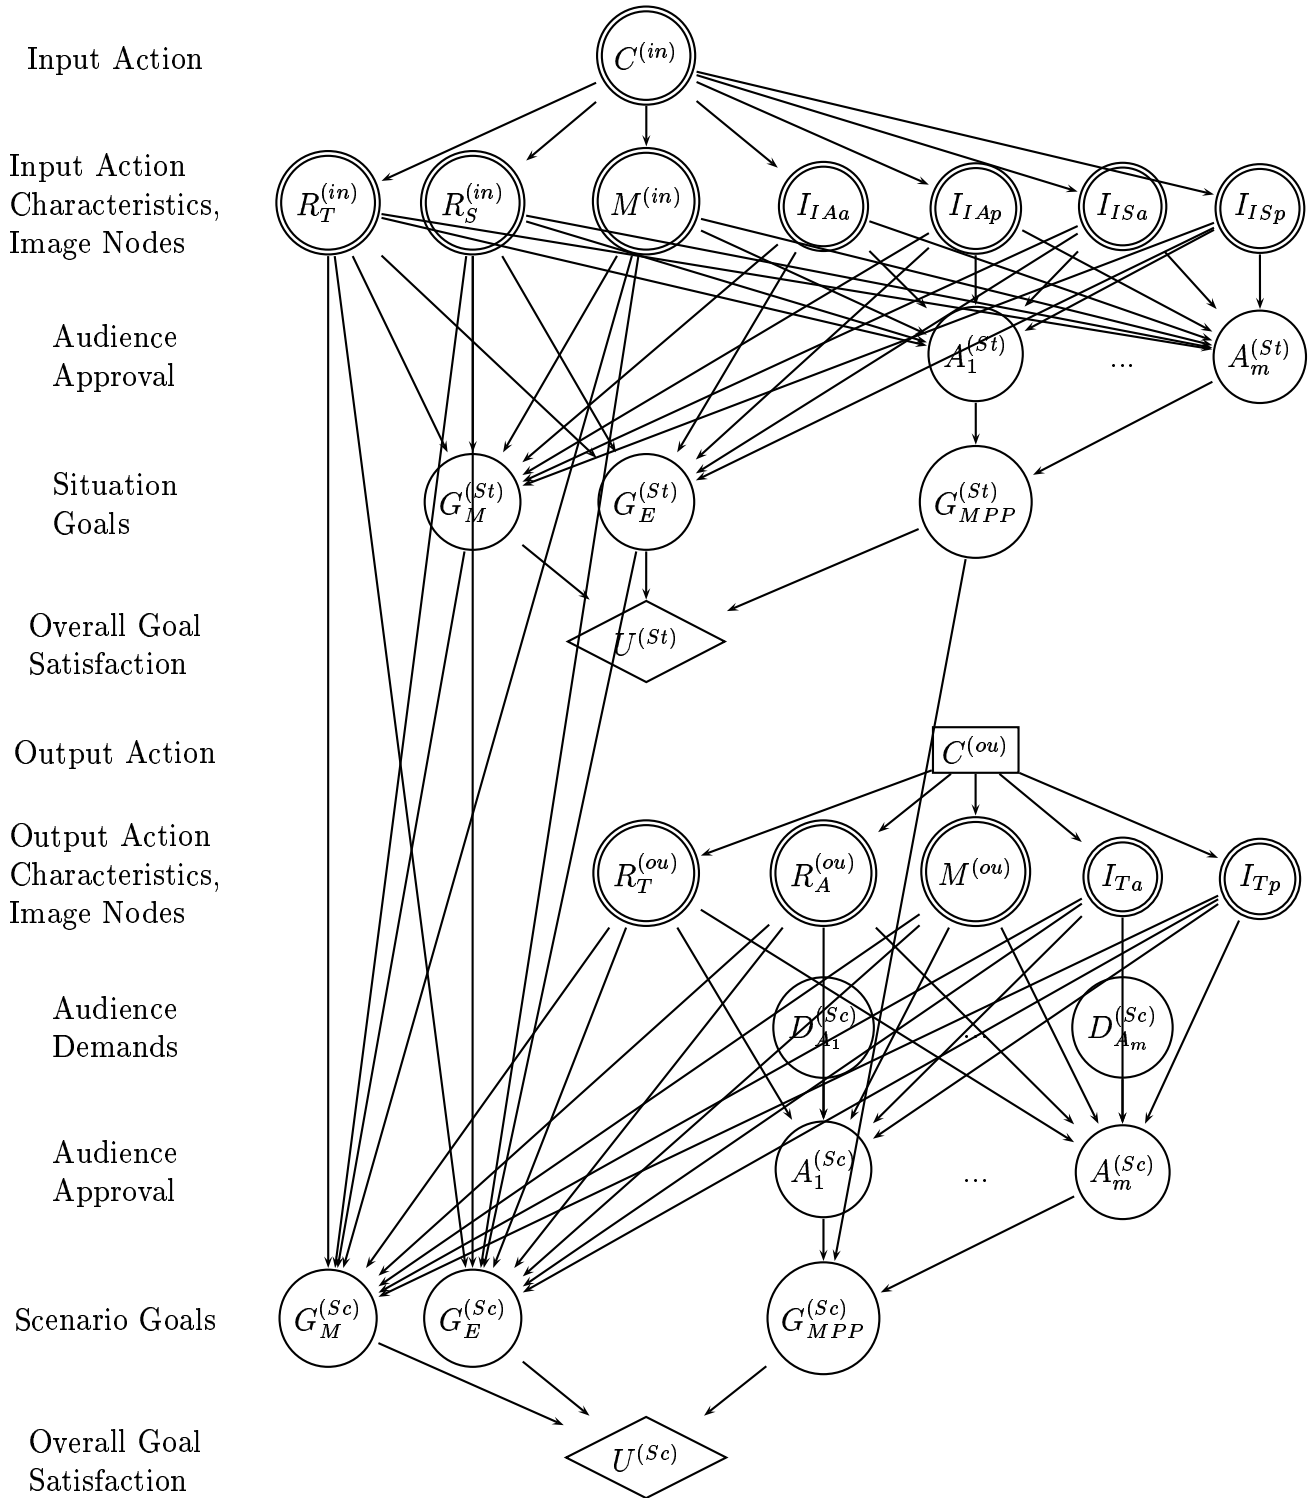 Input Action
C^(in)
Input Action
Characteristics,
Image Nodes
R_T^(in) R_S^(in) M^(in) I_IAa I_IAp I_ISa I_ISp
Audience
Approval
A_1^(St) ... A_m^(St)
Situation
Goals
G_M^(St) G_E^(St) G_MPP^(St)
Overall Goal
Satisfaction
U^(St)
Output Action
C^(ou)
Output Action
Characteristics,
Image Nodes
R_T^(ou) R_A^(ou) M^(ou) I_Ta I_Tp
Audience
Demands
D_A_1^(Sc) ... D_A_m^(Sc)
Audience
Approval
A_1^(Sc) ... A_m^(Sc)
Scenario Goals
G_M^(Sc) G_E^(Sc) G_MPP^(Sc)
Overall Goal
Satisfaction
U^(Sc)